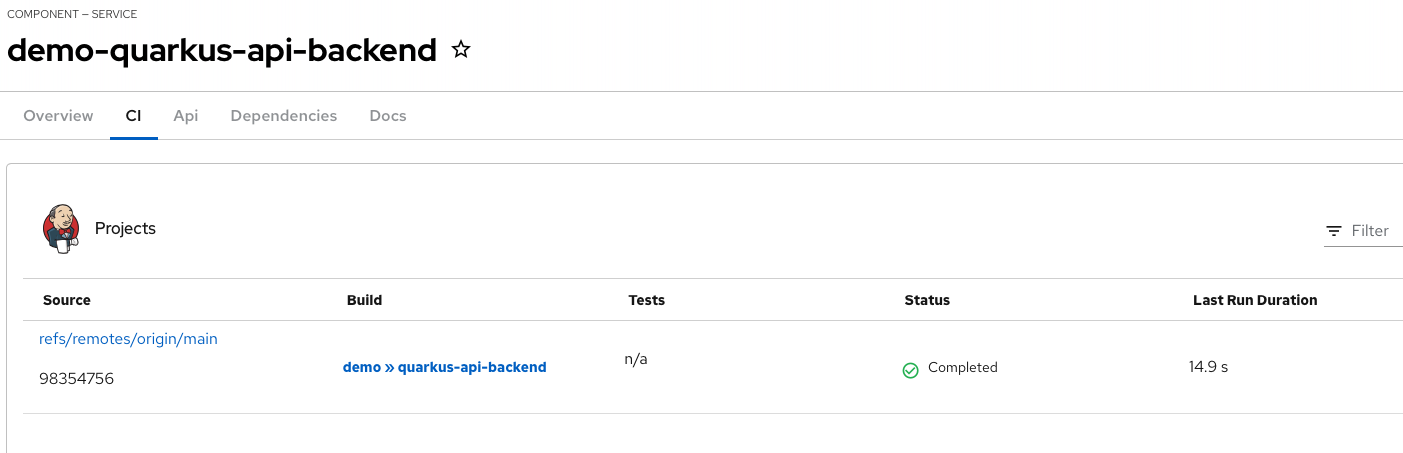 COMPONENT — SERVICE
demo-quarkus-api-backend
Overview CI Api Dependencies Docs
Projects
Filter
Source Build Tests Status Last Run Duration
refs/remotes/origin/main
98354756
demo » quarkus-api-backend
n/a
Completed
14.9 s